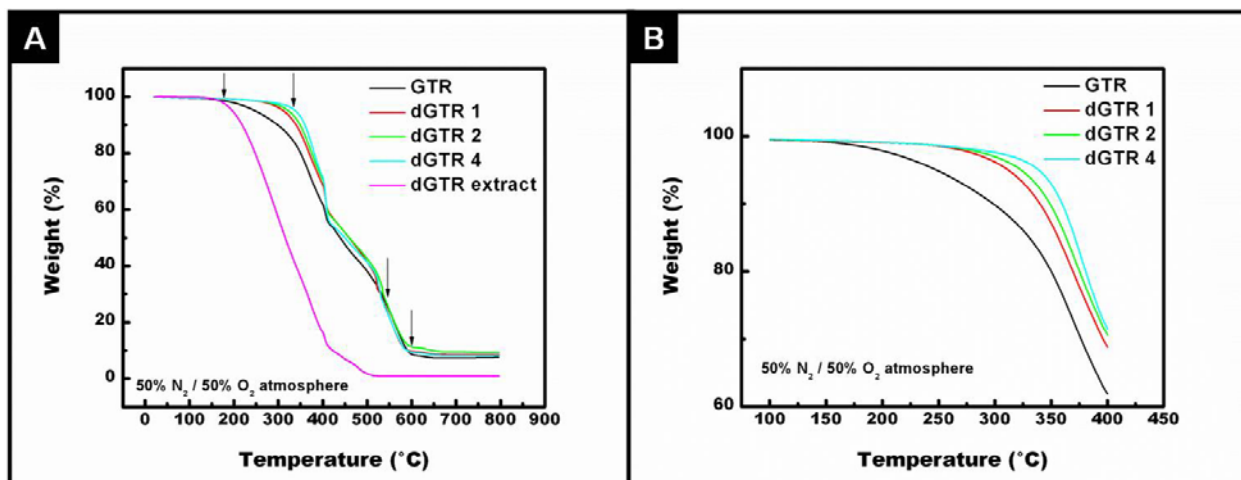 A
GTR
dGTR 1
dGTR 2
dGTR 4
dGTR extract
Weight (%)
100
80
60
40
20
0
50% N₂ / 50% O₂ atmosphere
0 100 200 300 400 500 600 700 800 900
Temperature (°C)
B
GTR
dGTR 1
dGTR 2
dGTR 4
Weight (%)
100
80
60
50% N₂ / 50% O₂ atmosphere
100 150 200 250 300 350 400 450
Temperature (°C)